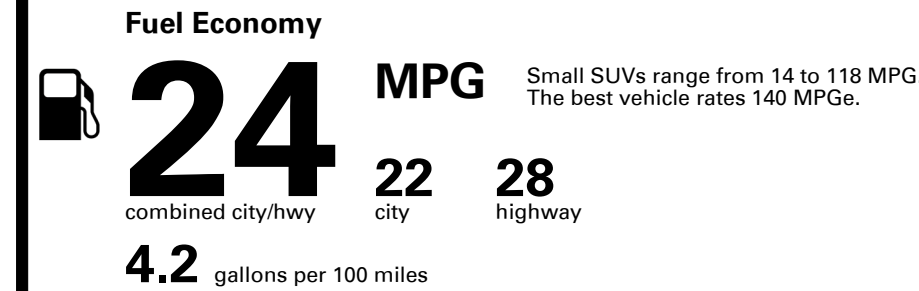 Fuel Economy
24 MPG
Small SUVs range from 14 to 118 MPG
The best vehicle rates 140 MPGe.
22 28
combined city/hwy city highway
4.2 gallons per 100 miles